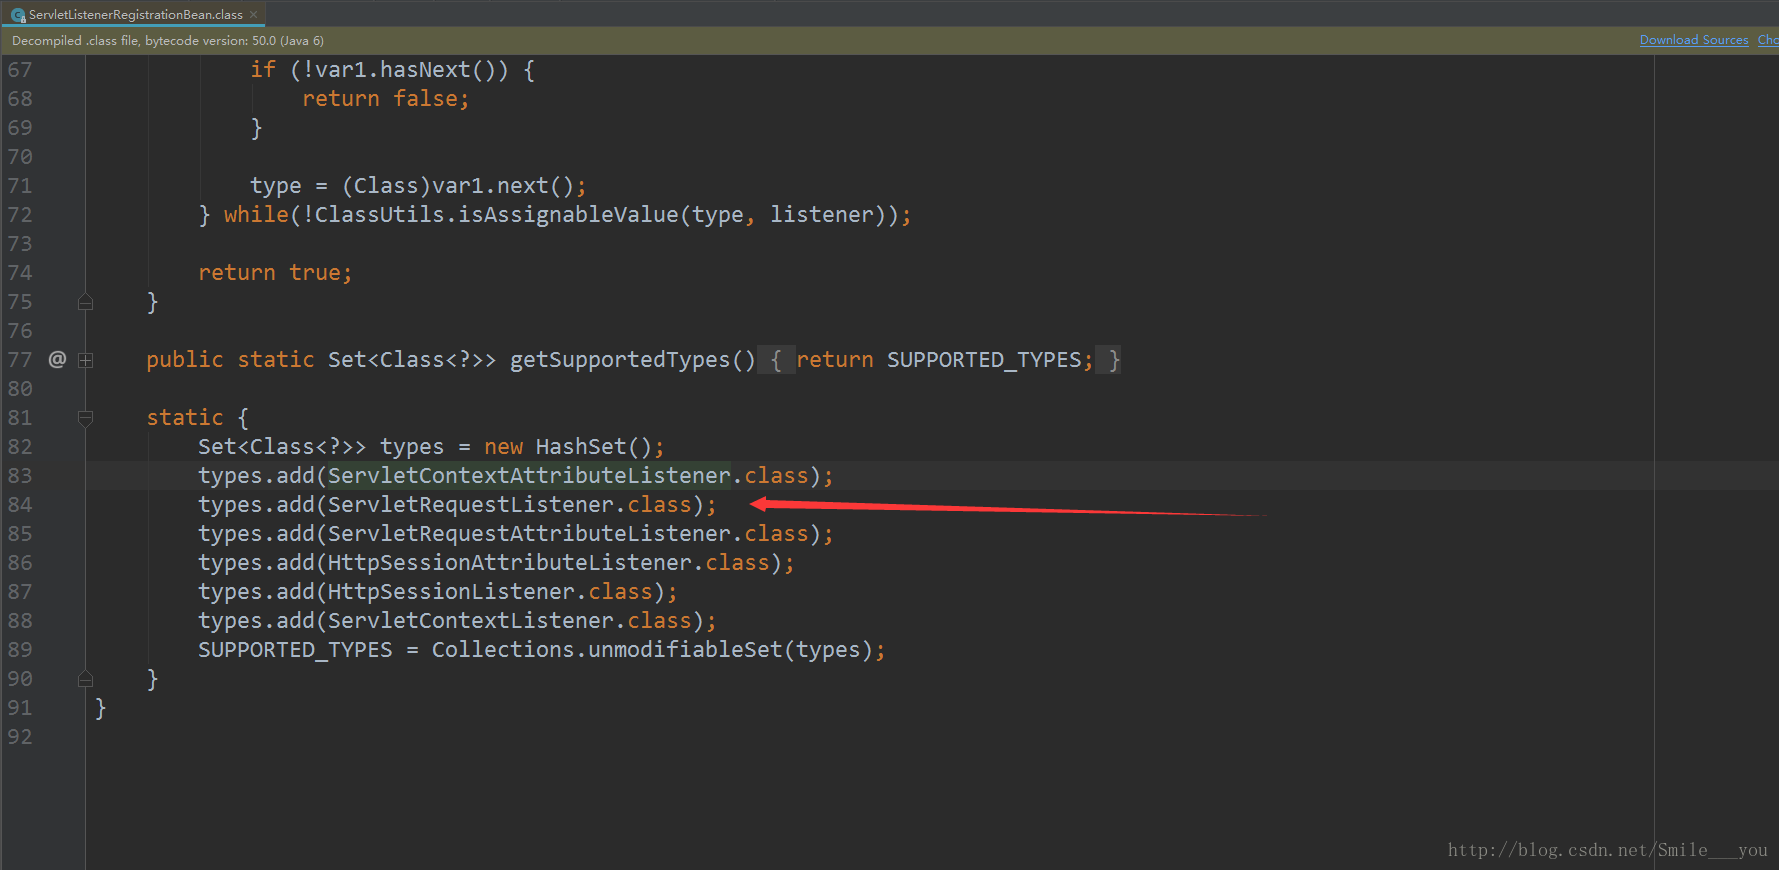 ServletListenerRegistrationBean.class ×
Decompiled .class file, bytecode version: 50.0 (Java 6) Download Sources Cho
67 if (!var1.hasNext()) {
68 return false;
69 }
70
71 type = (Class)var1.next();
72 } while(!ClassUtils.isAssignableValue(type, listener));
73
74 return true;
75 }
76
77 @ public static Set<Class<?>> getSupportedTypes() { return SUPPORTED_TYPES; }
80
81 static {
82 Set<Class<?>> types = new HashSet();
83 types.add(ServletContextAttributeListener.class);
84 types.add(ServletRequestListener.class);
85 types.add(ServletRequestAttributeListener.class);
86 types.add(HttpSessionAttributeListener.class);
87 types.add(HttpSessionListener.class);
88 types.add(ServletContextListener.class);
89 SUPPORTED_TYPES = Collections.unmodifiableSet(types);
90 }
91 }
92
http://blog.csdn.net/Smile___you